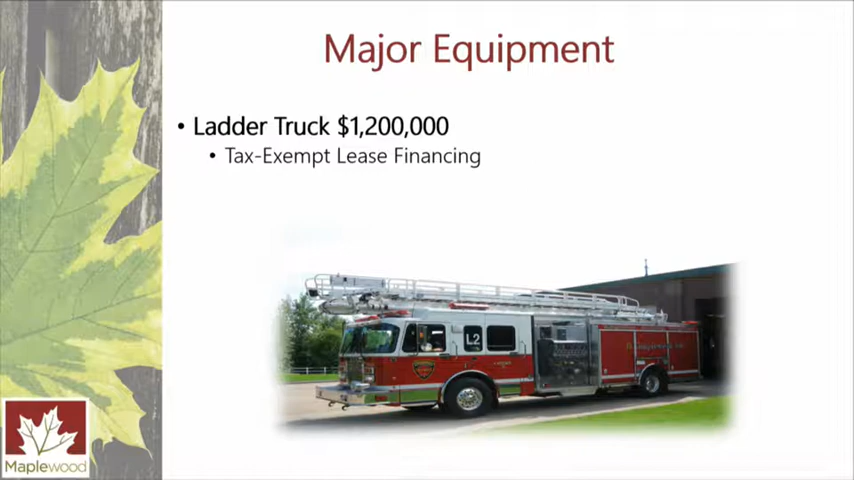 Major Equipment
• Ladder Truck $1,200,000
• Tax-Exempt Lease Financing
L2
Maplewood